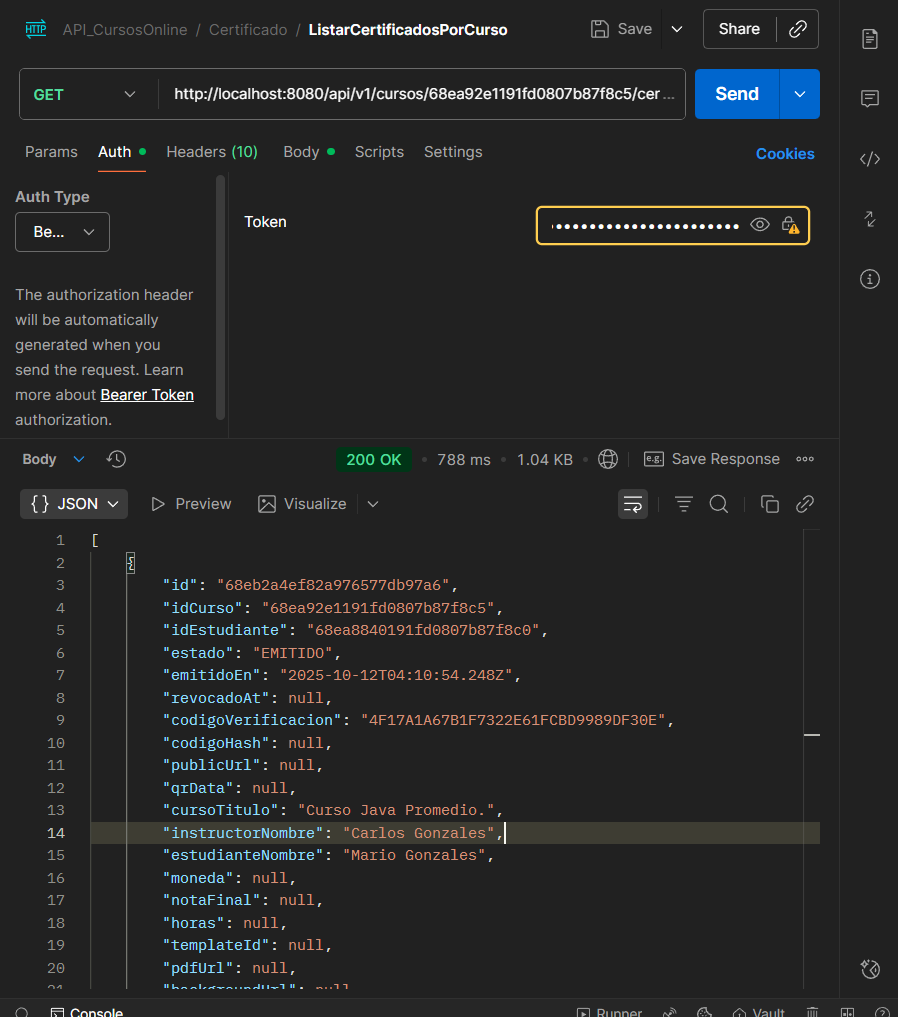 HTTP API_CursosOnline / Certificado / ListarCertificadosPorCurso Save Share
GET http://localhost:8080/api/v1/cursos/68ea92e1191fd0807b87f8c5/cer ... Send
Params Auth Headers (10) Body Scripts Settings Cookies
Auth Type
Be...
Token
The authorization header
will be automatically
generated when you
send the request. Learn
more about Bearer Token
authorization.
Body 200 OK 788 ms 1.04 KB e.g. Save Response
{} JSON Preview Visualize
1 [
2 {
3 "id": "68eb2a4ef82a976577db97a6",
4 "idCurso": "68ea92e1191fd0807b87f8c5",
5 "idEstudiante": "68ea8840191fd0807b87f8c0",
6 "estado": "EMITIDO",
7 "emitidoEn": "2025-10-12T04:10:54.248Z",
8 "revocadoAt": null,
9 "codigoVerificacion": "4F17A1A67B1F7322E61FCBD9989DF30E",
10 "codigoHash": null,
11 "publicUrl": null,
12 "qrData": null,
13 "cursoTitulo": "Curso Java Promedio.",
14 "instructorNombre": "Carlos Gonzales",
15 "estudianteNombre": "Mario Gonzales",
16 "moneda": null,
17 "notaFinal": null,
18 "horas": null,
19 "templateId": null,
20 "pdfUrl": null,
21 "backgroundUrl": null
Console Runner Vault